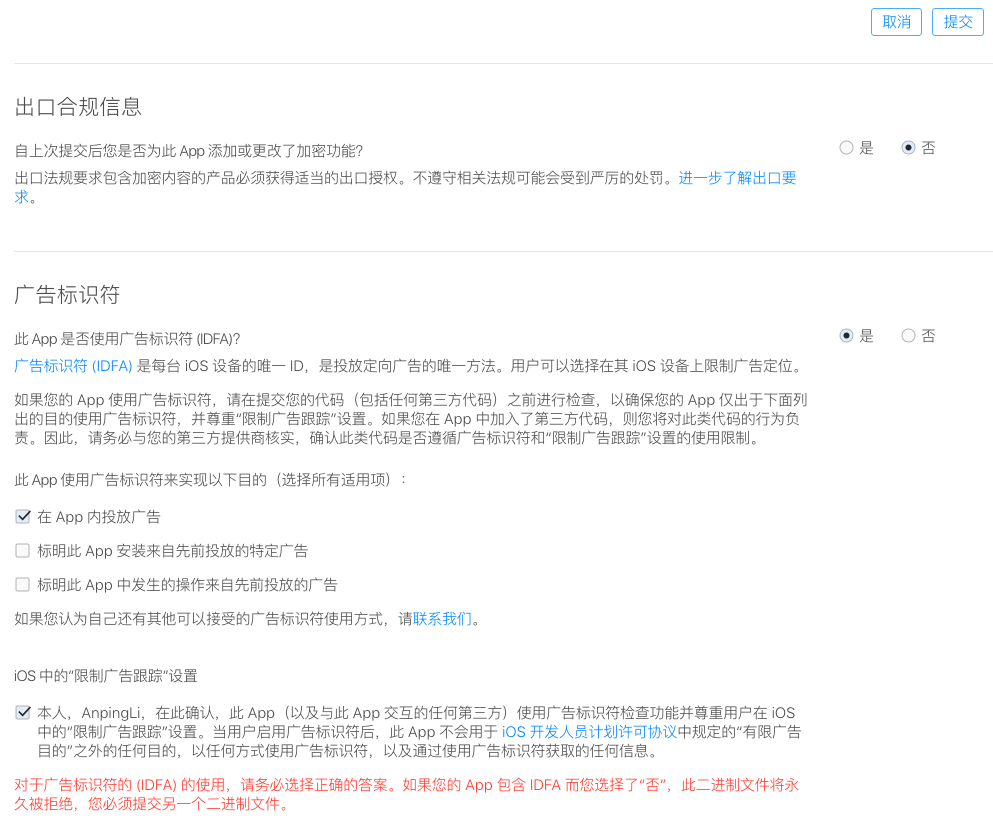 取消 提交
出口合规信息
自上次提交后您是否为此 App 添加或更改了加密功能?
是 否
出口法规要求包含加密内容的产品必须获得适当的出口授权。不遵守相关法规可能会受到严厉的处罚。进一步了解出口要
求。
广告标识符
此 App 是否使用广告标识符 (IDFA)?
是 否
广告标识符 (IDFA) 是每台 iOS 设备的唯一 ID，是投放定向广告的唯一方法。用户可以选择在其 iOS 设备上限制广告定位。
如果您的 App 使用广告标识符，请在提交您的代码（包括任何第三方代码）之前进行检查，以确保您的 App 仅出于下面列
出的目的使用广告标识符，并尊重“限制广告跟踪”设置。如果您在 App 中加入了第三方代码，则您将对此类代码的行为负
责。因此，请务必与您的第三方提供商核实，确认此类代码是否遵循广告标识符和“限制广告跟踪”设置的使用限制。
此 App 使用广告标识符来实现以下目的（选择所有适用项）：
在 App 内投放广告
标明此 App 安装来自先前投放的特定广告
标明此 App 中发生的操作来自先前投放的广告
如果您认为自己还有其他可以接受的广告标识符使用方式，请联系我们。
iOS 中的“限制广告跟踪”设置
本人，AnpingLi，在此确认，此 App（以及与此 App 交互的任何第三方）使用广告标识符检查功能并尊重用户在 iOS
中的“限制广告跟踪”设置。当用户启用广告标识符后，此 App 不会用于 iOS 开发人员计划许可协议中规定的“有限广告
目的”之外的任何目的，以任何方式使用广告标识符，以及通过使用广告标识符获取的任何信息。
对于广告标识符的 (IDFA) 的使用，请务必选择正确的答案。如果您的 App 包含 IDFA 而您选择了“否”，此二进制文件将永
久被拒绝，您必须提交另一个二进制文件。